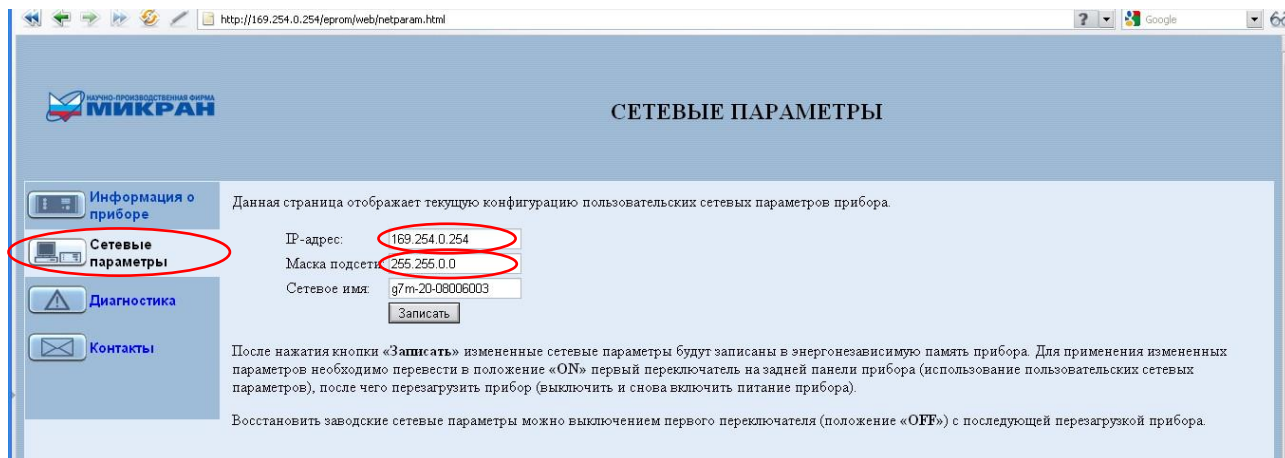 http://169.254.0.254/eprom/web/netparam.html
?
Google
НАУЧНО-ПРОИЗВОДСТВЕННАЯ ФИРМА
МИКРАН
СЕТЕВЫЕ ПАРАМЕТРЫ
Информация о
приборе
Сетевые
параметры
Диагностика
Контакты
Данная страница отображает текущую конфигурацию пользовательских сетевых параметров прибора.
IP-адрес: 169.254.0.254
Маска подсети 255.255.0.0
Сетевое имя: g7m-20-08006003
Записать
После нажатия кнопки «Записать» измененные сетевые параметры будут записаны в энергонезависимую память прибора. Для применения измененных
параметров необходимо перевести в положение «ON» первый переключатель на задней панели прибора (использование пользовательских сетевых
параметров), после чего перезагрузить прибор (выключить и снова включить питание прибора).
Восстановить заводские сетевые параметры можно выключением первого переключателя (положение «OFF») с последующей перезагрузкой прибора.